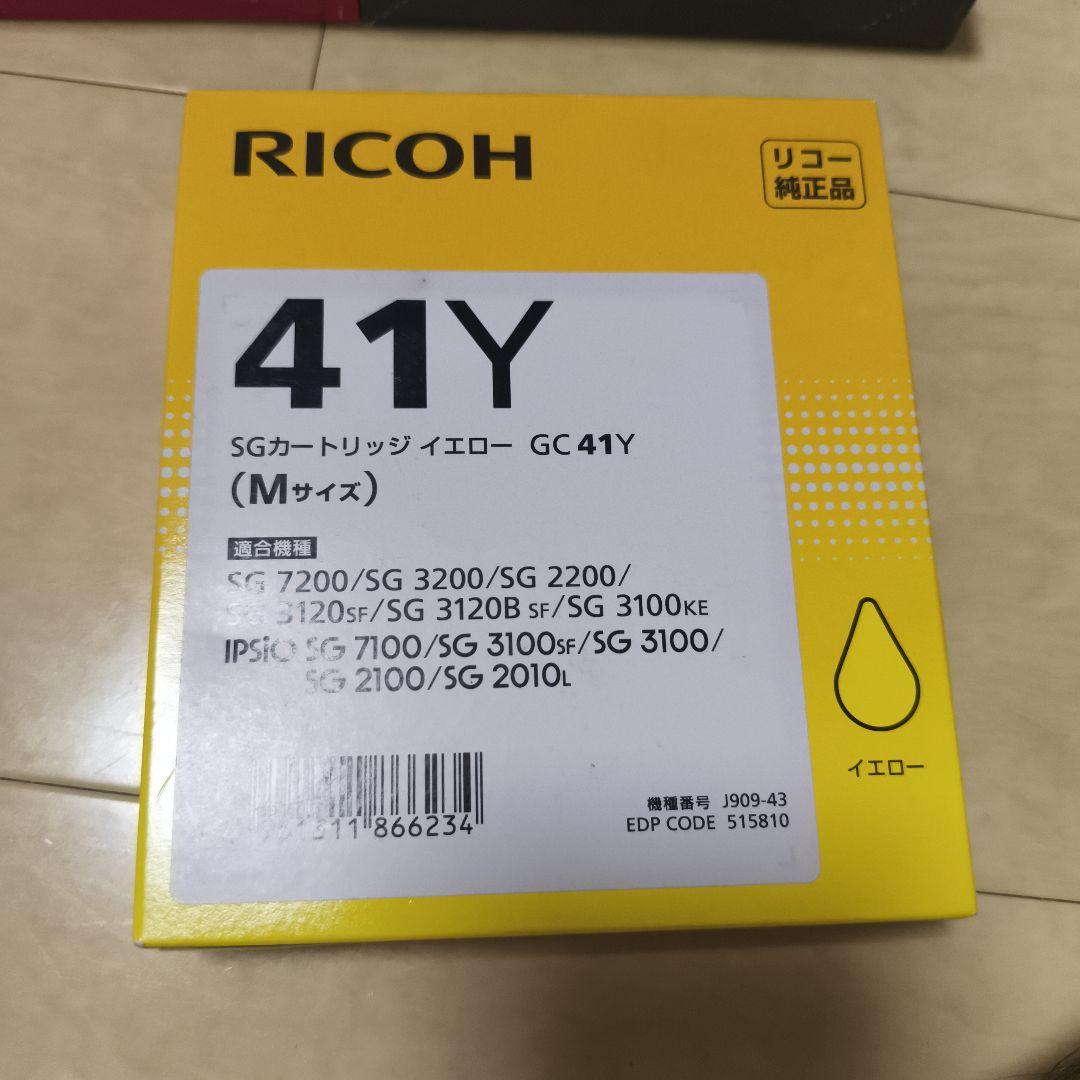 RICOH
リコー
純正品
41Y
SGカートリッジ イエロー GC 41Y
(Mサイズ)
適合機種
SG 7200/SG 3200/SG 2200/
SG 3120SF/SG 3120B SF/SG 3100KE
IPSiO SG 7100/SG 3100SF/SG 3100/
SG 2100/SG 2010L
イエロー
機種番号 J909-43
EDP CODE 515810
866234